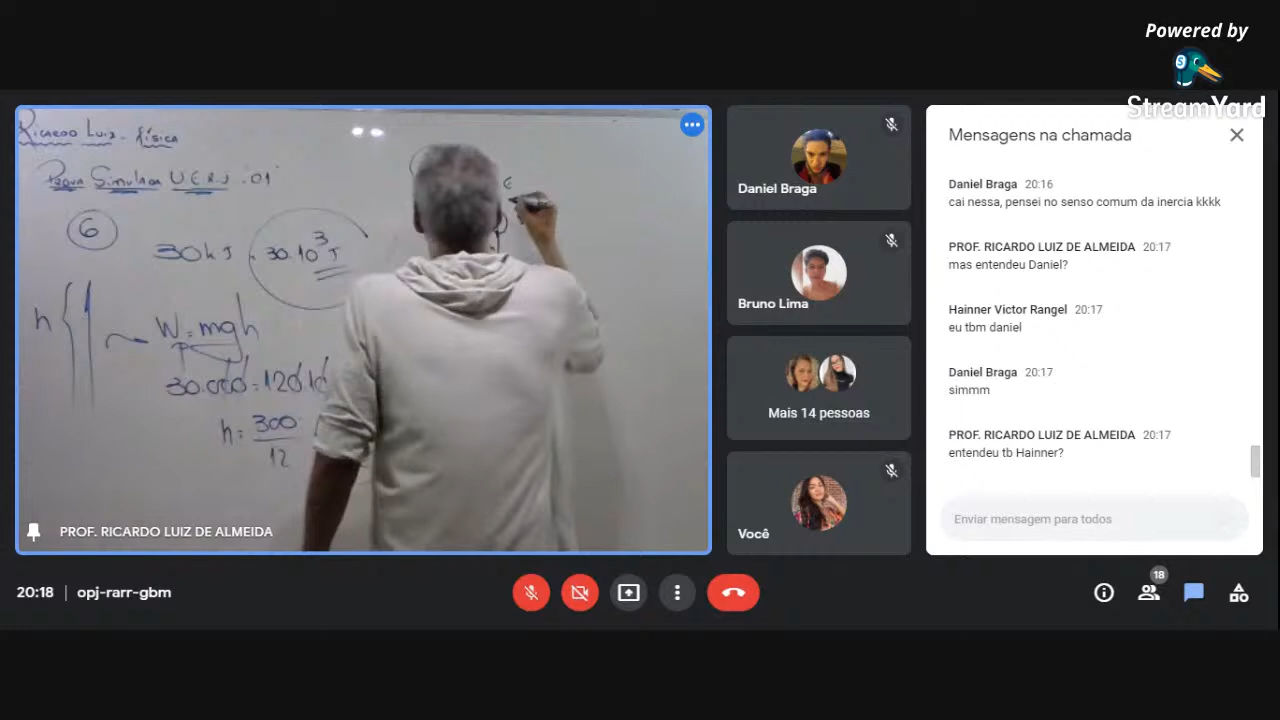 Powered by
StreamYard
Ricardo Luiz - Física
Prova Simulada UERJ - 01
6
30kJ = 30.10³ J
h
W = mgh
30.000 = 120 10
h = 300
12
PROF. RICARDO LUIZ DE ALMEIDA
Daniel Braga
Bruno Lima
Mais 14 pessoas
Você
Mensagens na chamada
Daniel Braga 20:16
cai nessa, pensei no senso comum da inercia kkkk
PROF. RICARDO LUIZ DE ALMEIDA 20:17
mas entendeu Daniel?
Hainner Victor Rangel 20:17
eu tbm daniel
Daniel Braga 20:17
simmm
PROF. RICARDO LUIZ DE ALMEIDA 20:17
entendeu tb Hainner?
Enviar mensagem para todos
20:18 | opj-rarr-gbm
18